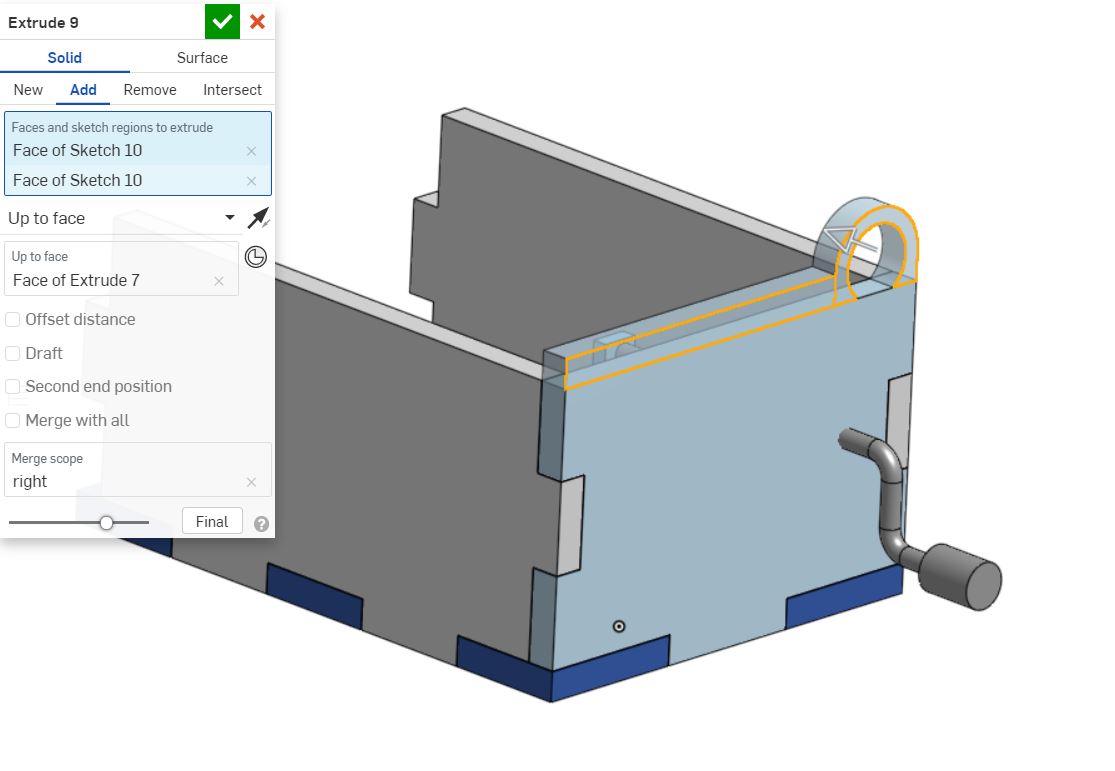 Extrude 9
Solid Surface
New Add Remove Intersect
Faces and sketch regions to extrude
Face of Sketch 10
Face of Sketch 10
Up to face
Up to face
Face of Extrude 7
Offset distance
Draft
Second end position
Merge with all
Merge scope
right
Final ?